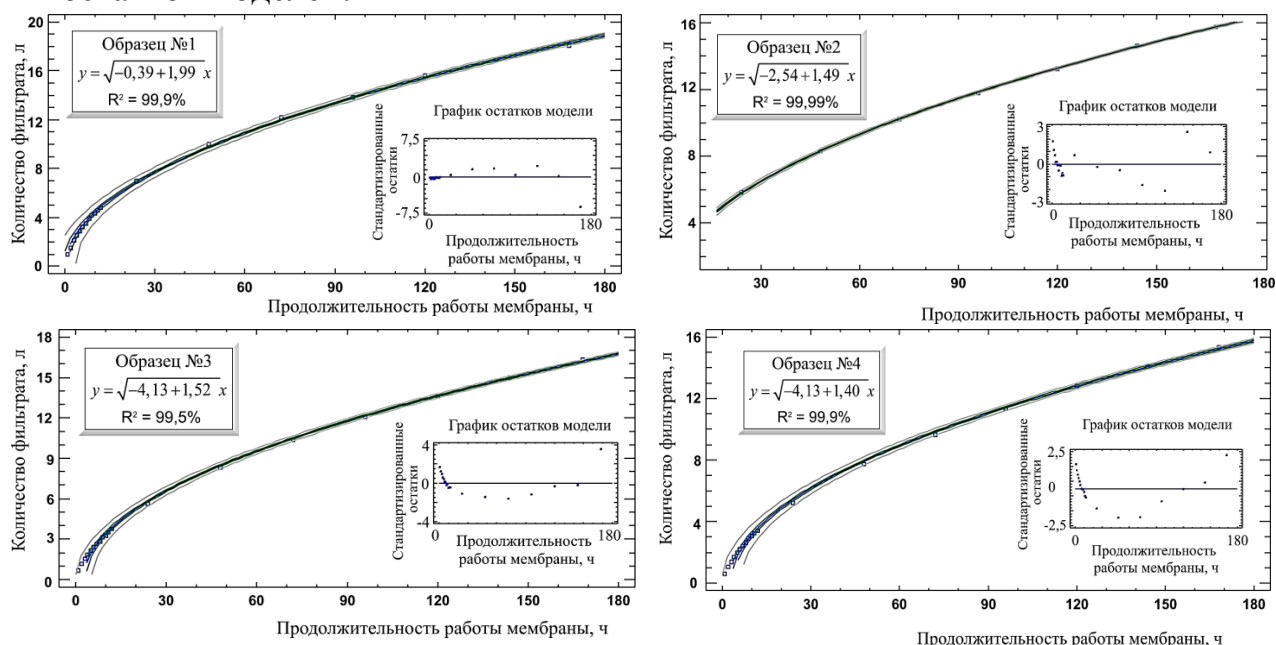 20
16
12
8
4
0
Количество фильтрата, л
Образец №1
y = √−0,39+1,99 x
R² = 99,9%
График остатков модели
Стандартизированные
остатки
7,5
0
-7,5
180
Продолжительность
работы мембраны, ч
0 30 60 90 120 150 180
Продолжительность работы мембраны, ч
16
12
8
4
Количество фильтрата, л
Образец №2
y = √−2,54+1,49 x
R² = 99,99%
График остатков модели
Стандартизированные
остатки
3
0
-3
0 180
Продолжительность
работы мембраны, ч
30 60 90 120 150 180
Продолжительность работы мембраны, ч
18
15
12
9
6
3
0
Количество фильтрата, л
Образец №3
y = √−4,13+1,52 x
R² = 99,5%
График остатков модели
Стандартизированные
остатки
4
0
-4
0 180
Продолжительность
работы мембраны, ч
0 30 60 90 120 150 180
Продолжительность работы мембраны, ч
16
12
8
4
0
Количество фильтрата, л
Образец №4
y = √−4,13+1,40 x
R² = 99,9%
График остатков модели
Стандартизированные
остатки
2,5
0
-2,5
0 180
Продолжительность
работы мембраны, ч
0 30 60 90 120 150 180
Продолжительность работы мембраны, ч